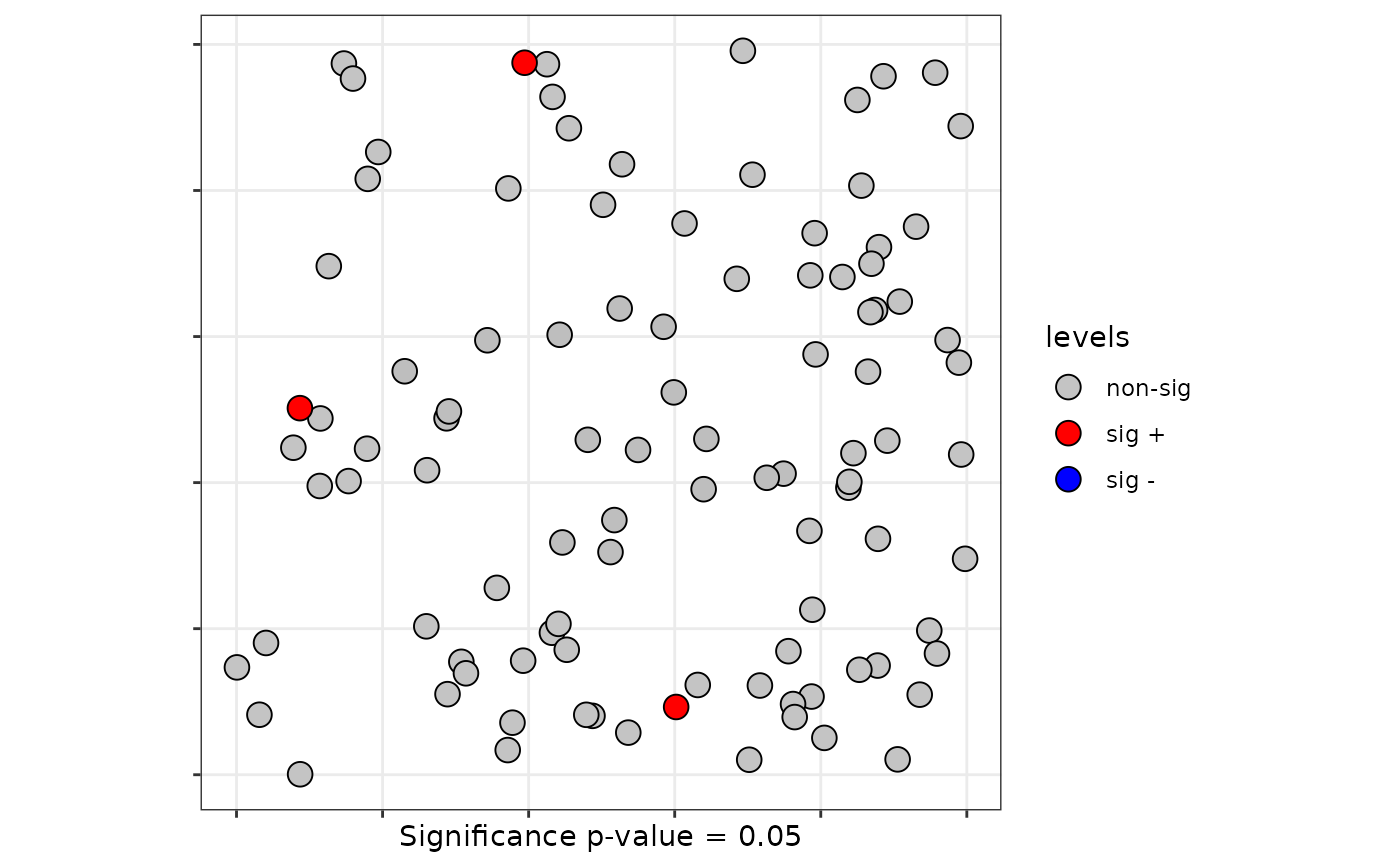 levels
non-sig
sig +
sig -
Significance p-value = 0.05